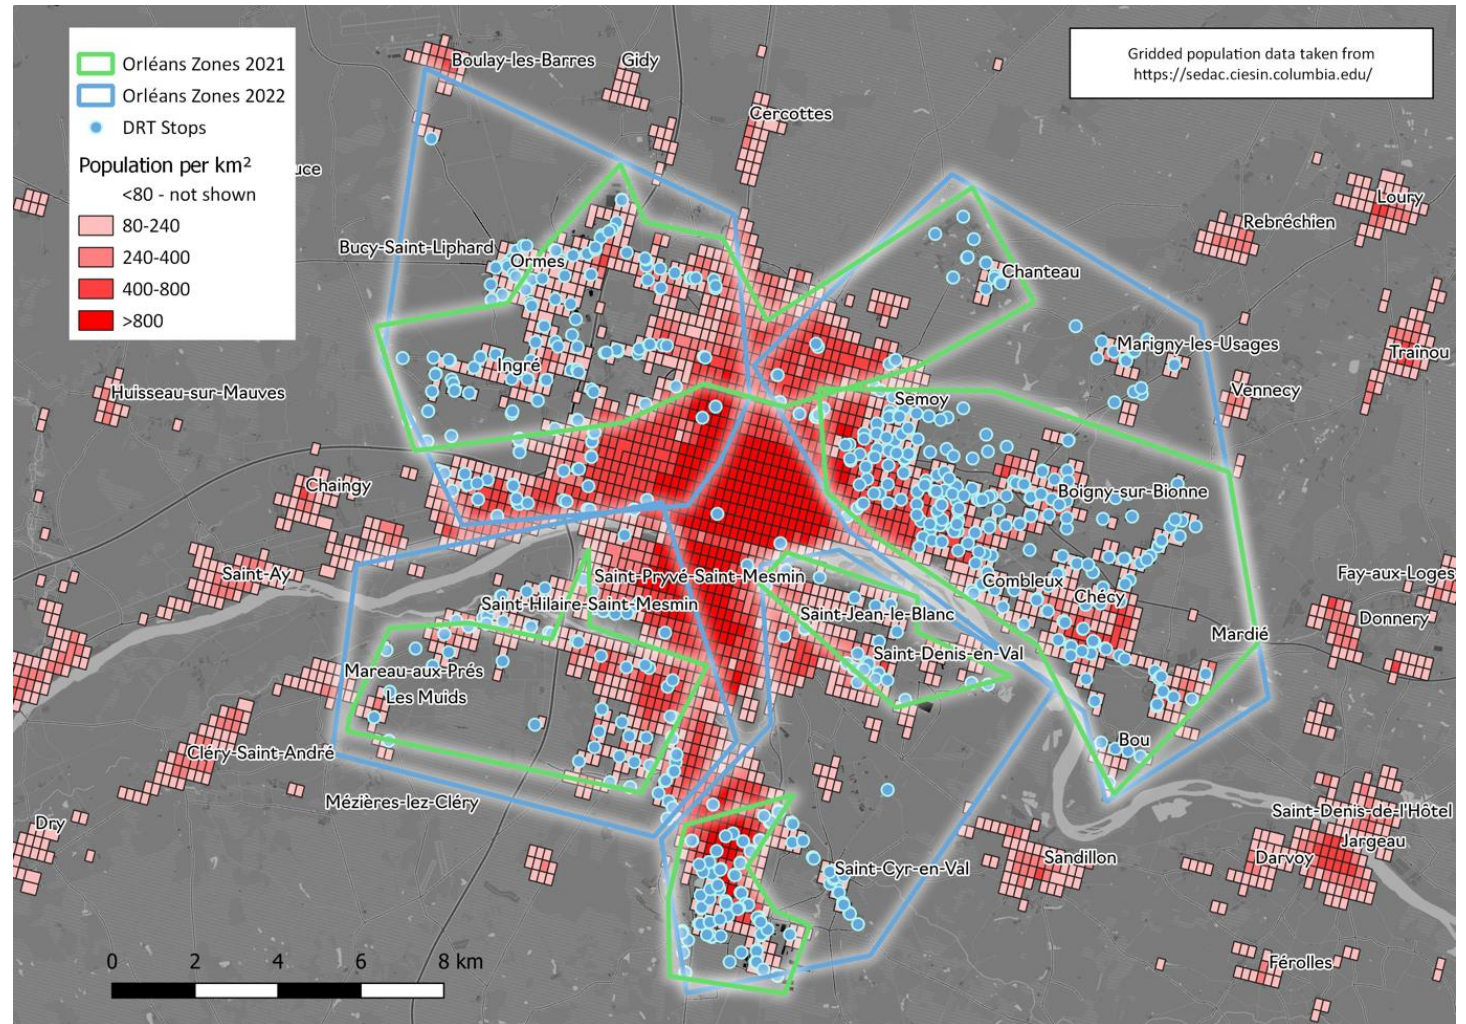 Orléans Zones 2021
Orléans Zones 2022
DRT Stops
Population per km²
<80 - not shown
80-240
240-400
400-800
>800
Gridded population data taken from
https://sedac.ciesin.columbia.edu/
Boulay-les-Barres
Gidy
Cercottes
uce
Loury
Rebréchien
Bucy-Saint-Liphard
Ormes
Chanteau
Marigny-les-Usages
Traînou
Ingré
Huisseau-sur-Mauves
Vennecy
Semoy
Chaingy
Boigny-sur-Bionne
Saint-Ay
Saint-Pryvé-Saint-Mesmin
Combleux
Fay-aux-Loges
Chécy
Saint-Hilaire-Saint-Mesmin
Saint-Jean-le-Blanc
Donnery
Mardié
Saint-Denis-en-Val
Mareau-aux-Prés
Les Muids
Bou
Cléry-Saint-André
Mézières-lez-Cléry
Saint-Denis-de-l'Hôtel
Dry
Jargeau
Sandillon
Darvoy
Saint-Cyr-en-Val
Férolles
0 2 4 6 8 km